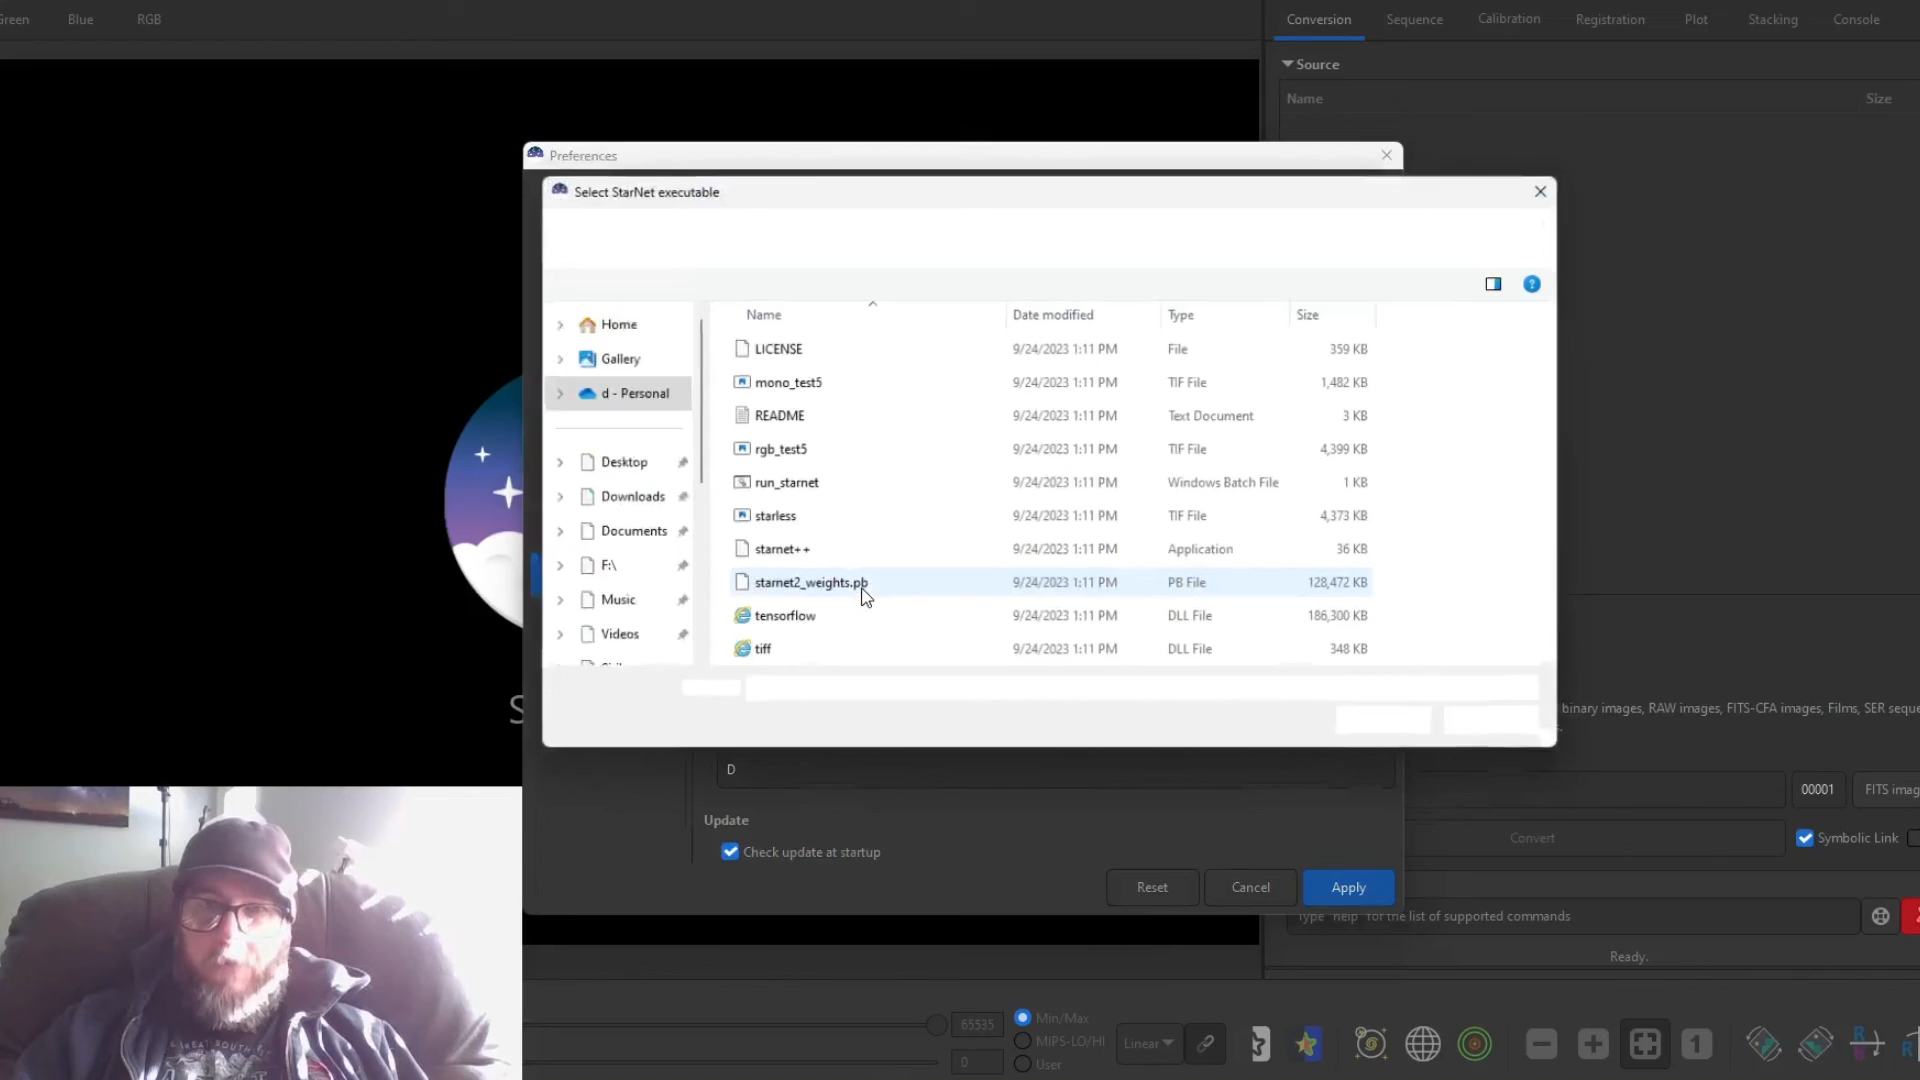 Green Blue RGB
Conversion Sequence Calibration Registration Plot Stacking Console
Source
Name Size
Preferences
Select StarNet executable
Name Date modified Type Size
Home
Gallery
d - Personal
Desktop
Downloads
Documents
F:\
Music
Videos
LICENSE 9/24/2023 1:11 PM File 359 KB
mono_test5 9/24/2023 1:11 PM TIF File 1,482 KB
README 9/24/2023 1:11 PM Text Document 3 KB
rgb_test5 9/24/2023 1:11 PM TIF File 4,399 KB
run_starnet 9/24/2023 1:11 PM Windows Batch File 1 KB
starless 9/24/2023 1:11 PM TIF File 4,373 KB
starnet++ 9/24/2023 1:11 PM Application 36 KB
starnet2_weights.pb 9/24/2023 1:11 PM PB File 128,472 KB
tensorflow 9/24/2023 1:11 PM DLL File 186,300 KB
tiff 9/24/2023 1:11 PM DLL File 348 KB
S
binary images, RAW images, FITS-CFA images, Films, SER
D
00001 FITS
Update
Convert Symbolic Link
Check update at startup
Reset Cancel Apply
Type 'help' for the list of supported commands
Ready.
65535 Min/Max
MIPS-LO/HI Linear
0 User
1
GREAT SOUTH